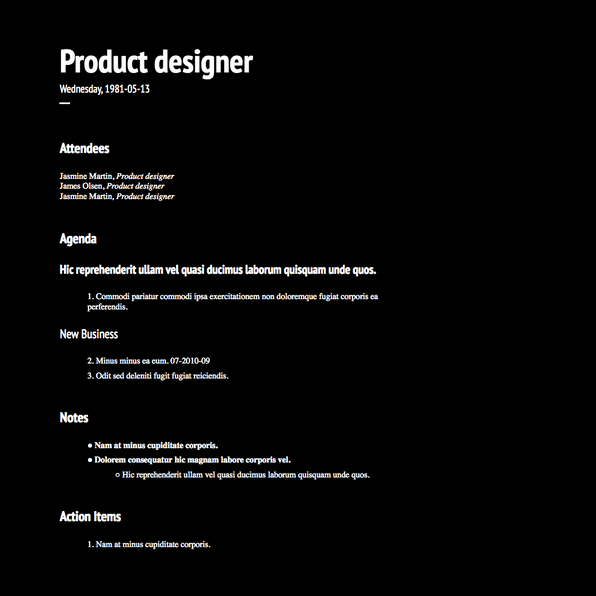 Product designer
Wednesday, 1981-05-13
Attendees
Jasmine Martin, Product designer
James Olsen, Product designer
Jasmine Martin, Product designer
Agenda
Hic reprehenderit ullam vel quasi ducimus laborum quisquam unde quos.
1. Commodi pariatur commodi ipsa exercitationem non doloremque fugiat corporis ea
perferendis.
New Business
2. Minus minus ea eum. 07-2010-09
3. Odit sed deleniti fugit fugiat reiciendis.
Notes
● Nam at minus cupiditate corporis.
● Dolorem consequatur hic magnam labore corporis vel.
○ Hic reprehenderit ullam vel quasi ducimus laborum quisquam unde quos.
Action Items
1. Nam at minus cupiditate corporis.